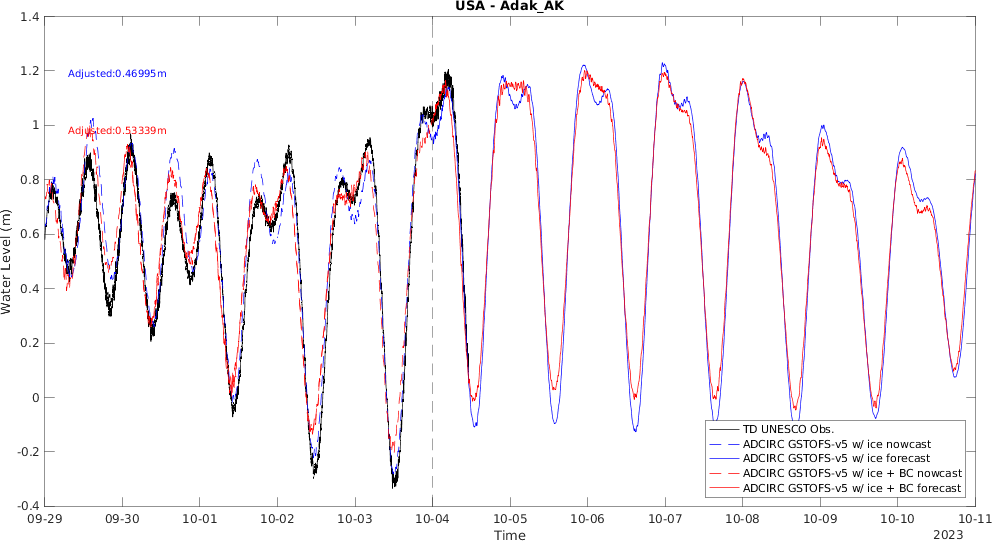 USA - Adak_AK
1.4
1.2
1
0.8
0.6
0.4
0.2
0
-0.2
-0.4
Water Level (m)
Adjusted:0.46995m
Adjusted:0.53339m
TD UNESCO Obs.
ADCIRC GSTOFS-v5 w/ ice nowcast
ADCIRC GSTOFS-v5 w/ ice forecast
ADCIRC GSTOFS-v5 w/ ice + BC nowcast
ADCIRC GSTOFS-v5 w/ ice + BC forecast
09-29 09-30 10-01 10-02 10-03 10-04 10-05 10-06 10-07 10-08 10-09 10-10 10-11
Time
2023